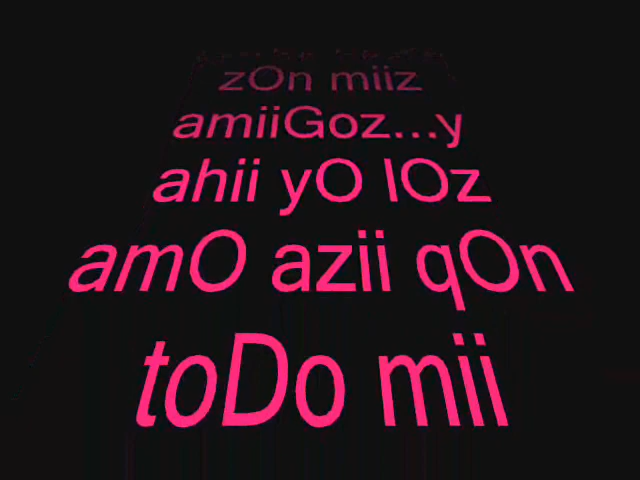 zOn miiz
amiiGoz...y
ahii yO lOz
amO azii qOn
toDo mii